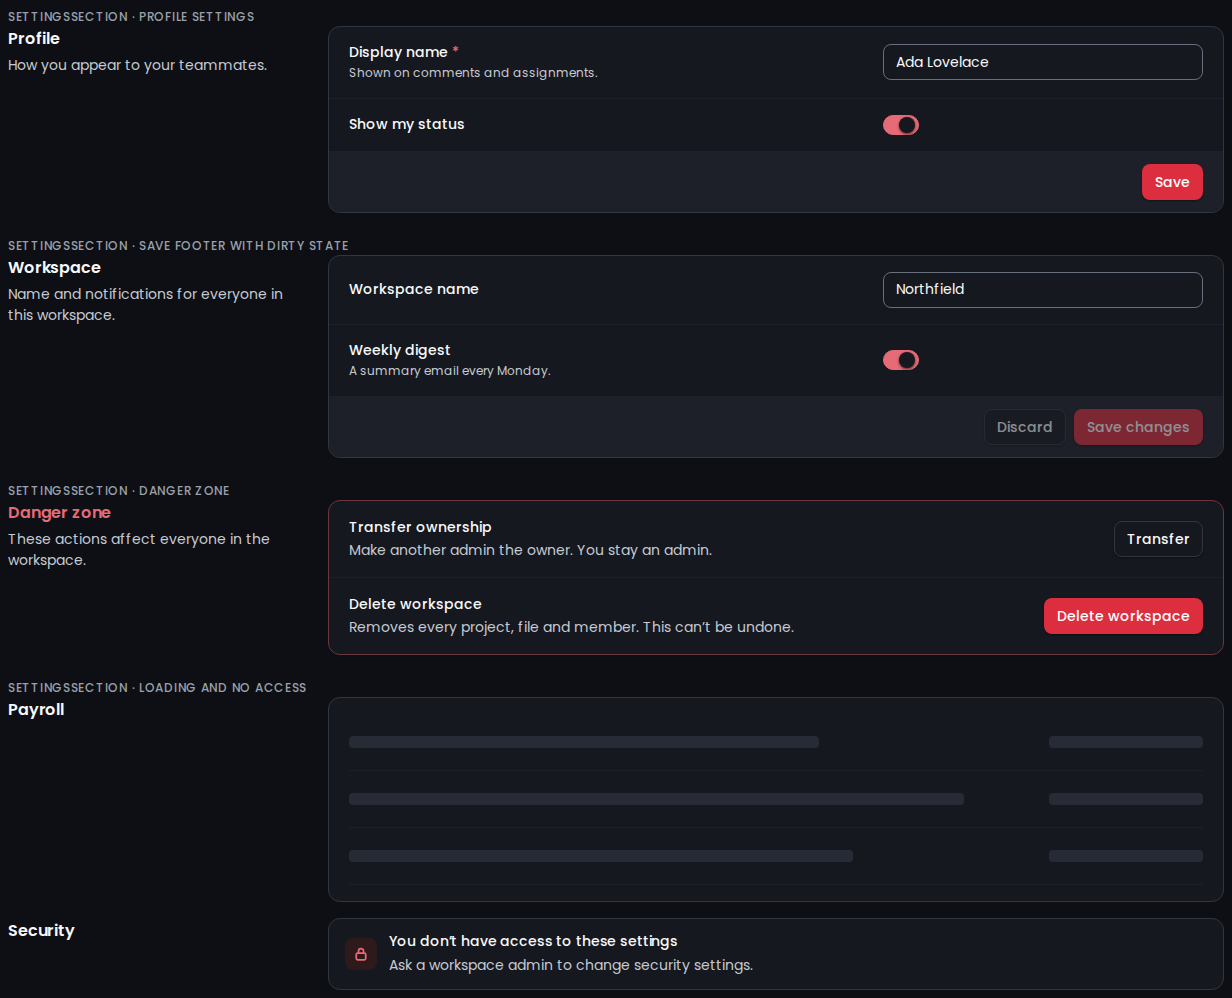 SETTINGSSECTION · PROFILE SETTINGS
Profile
How you appear to your teammates.
Display name *
Shown on comments and assignments.
Ada Lovelace
Show my status
Save
SETTINGSSECTION · SAVE FOOTER WITH DIRTY STATE
Workspace
Name and notifications for everyone in
this workspace.
Workspace name
Northfield
Weekly digest
A summary email every Monday.
Discard
Save changes
SETTINGSSECTION · DANGER ZONE
Danger zone
These actions affect everyone in the
workspace.
Transfer ownership
Make another admin the owner. You stay an admin.
Transfer
Delete workspace
Removes every project, file and member. This can’t be undone.
Delete workspace
SETTINGSSECTION · LOADING AND NO ACCESS
Payroll
Security
You don’t have access to these settings
Ask a workspace admin to change security settings.